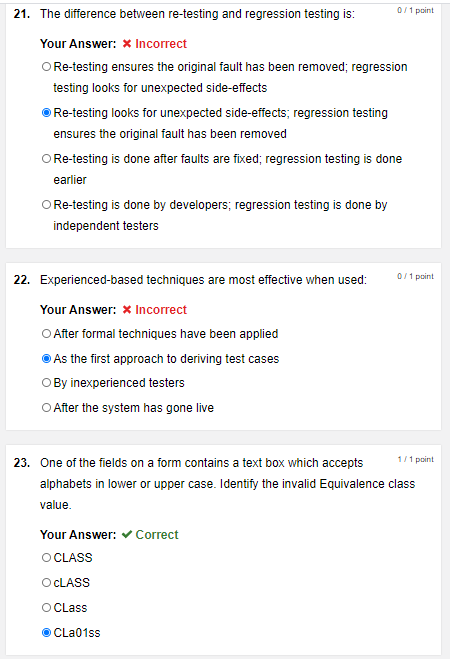 21. The difference between re-testing and regression testing is: 0 / 1 point
Your Answer: ✖ Incorrect
Re-testing ensures the original fault has been removed; regression
testing looks for unexpected side-effects
Re-testing looks for unexpected side-effects; regression testing
ensures the original fault has been removed
Re-testing is done after faults are fixed; regression testing is done
earlier
Re-testing is done by developers; regression testing is done by
independent testers
22. Experienced-based techniques are most effective when used: 0 / 1 point
Your Answer: ✖ Incorrect
After formal techniques have been applied
As the first approach to deriving test cases
By inexperienced testers
After the system has gone live
23. One of the fields on a form contains a text box which accepts 1 / 1 point
alphabets in lower or upper case. Identify the invalid Equivalence class
value.
Your Answer: ✔ Correct
CLASS
cLASS
CLass
CLa01ss